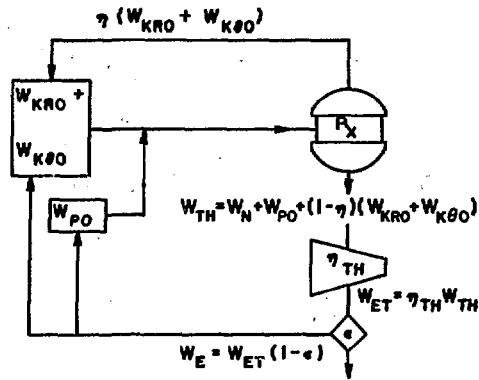 η (W_KRO + W_KθO)
W_KRO +
W_KθO
P_X
W_PO
W_TH = W_N + W_PO + (1-η)(W_KRO + W_KθO)
η_TH
W_ET = η_TH W_TH
ϵ
W_E = W_ET (1-ϵ)